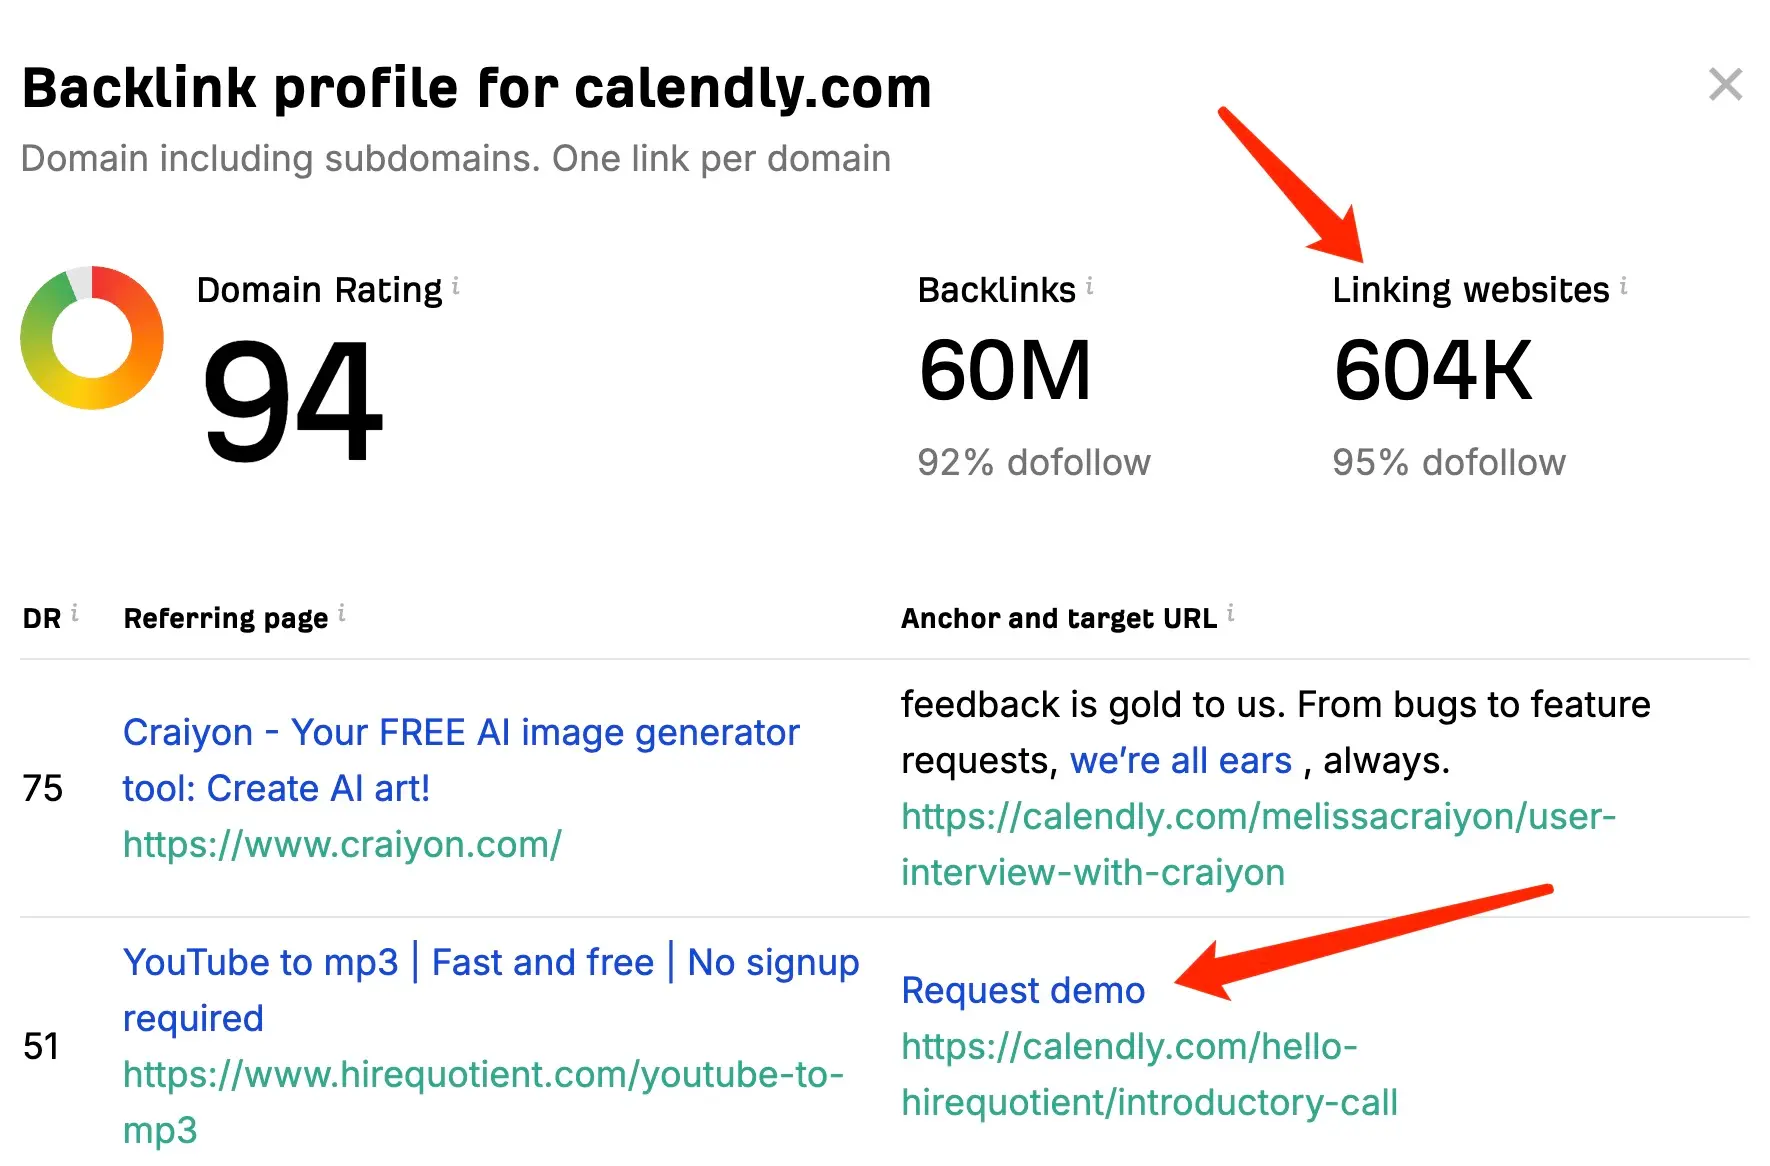 Backlink profile for calendly.com
Domain including subdomains. One link per domain
Domain Rating i
94
Backlinks i
60M
92% dofollow
Linking websites i
604K
95% dofollow
DR i
Referring page i
Anchor and target URL i
75
Craiyon - Your FREE AI image generator
tool: Create AI art!
https://www.craiyon.com/
feedback is gold to us. From bugs to feature
requests, we’re all ears , always.
https://calendly.com/melissacraiyon/user-
interview-with-craiyon
51
YouTube to mp3 | Fast and free | No signup
required
https://www.hirequotient.com/youtube-to-
mp3
Request demo
https://calendly.com/hello-
hirequotient/introductory-call